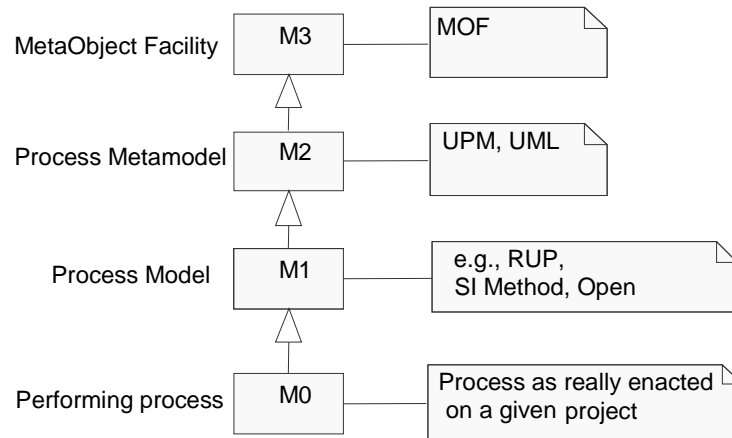 MetaObject Facility
M3
MOF
Process Metamodel
M2
UPM, UML
Process Model
M1
e.g., RUP,
SI Method, Open
Performing process
M0
Process as really enacted
on a given project